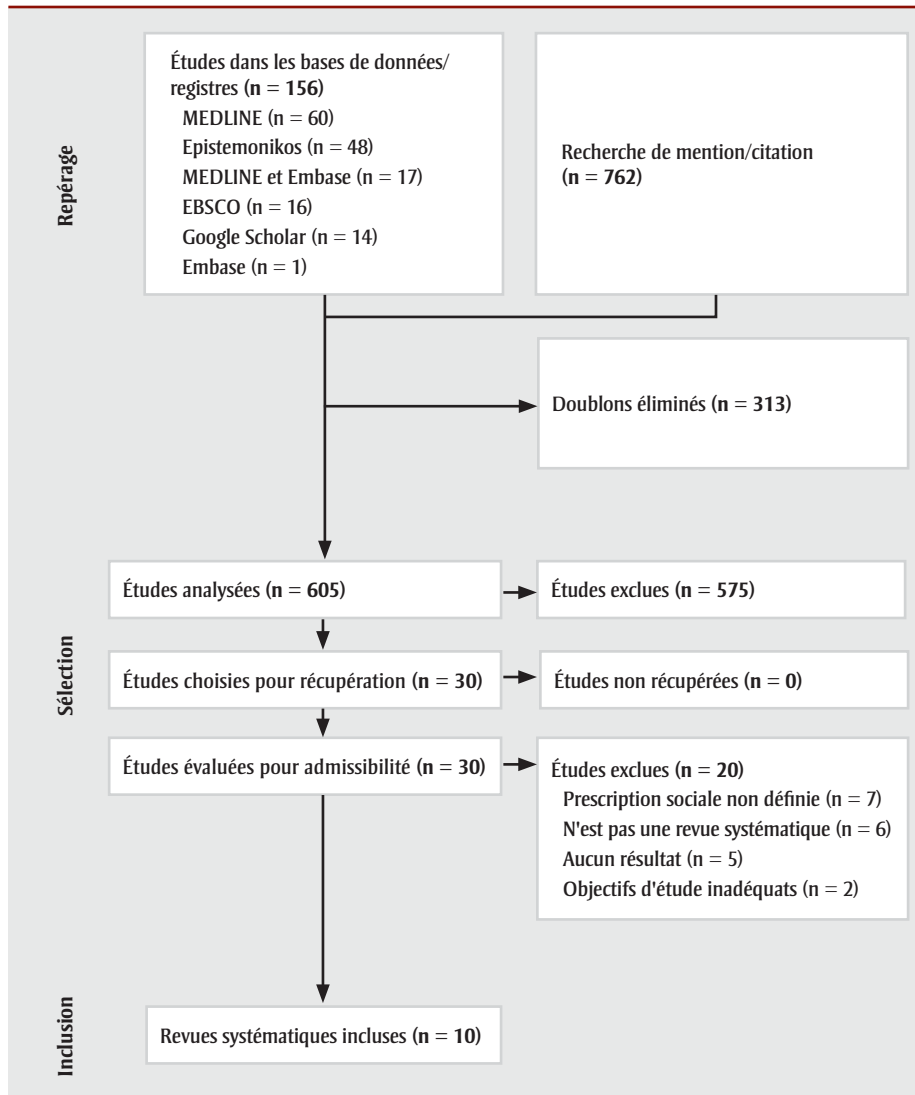 Repérage
Études dans les bases de données/
registres (n = 156)
MEDLINE (n = 60)
Epistemonikos (n = 48)
MEDLINE et Embase (n = 17)
EBSCO (n = 16)
Google Scholar (n = 14)
Embase (n = 1)
Recherche de mention/citation
(n = 762)
Doublons éliminés (n = 313)
Sélection
Études analysées (n = 605)
Études exclues (n = 575)
Études choisies pour récupération (n = 30)
Études non récupérées (n = 0)
Études évaluées pour admissibilité (n = 30)
Études exclues (n = 20)
Prescription sociale non définie (n = 7)
N'est pas une revue systématique (n = 6)
Aucun résultat (n = 5)
Objectifs d'étude inadéquats (n = 2)
Inclusion
Revues systématiques incluses (n = 10)